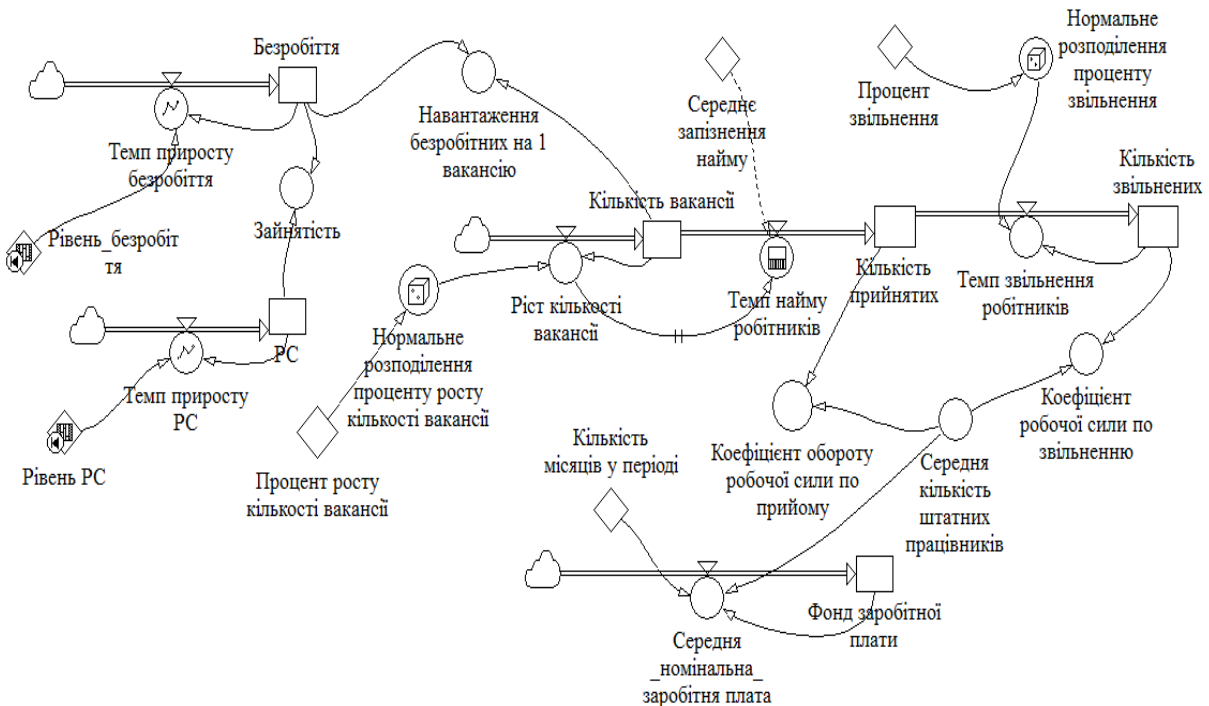 Безробіття
Темп приросту
безробіття
Рівень_безробіт
тя
Зайнятість
РС
Темп приросту
РС
Рівень РС
Навантаження
безробітних на 1
вакансію
Середнє
запізнення
найму
Процент
звільнення
Нормальне
розподілення
проценту
звільнення
Кількість вакансії
Кількість
звільнених
Ріст кількості
вакансії
Темп найму
робітників
Кількість
прийнятих
Темп звільнення
робітників
Нормальне
розподілення
проценту росту
кількості вакансії
Процент росту
кількості вакансії
Кількість
місяців у періоді
Коефіцієнт обороту
робочої сили по
прийому
Середня
кількість
штатних
працівників
Коефіцієнт
робочої сили по
звільненню
Фонд заробітної
плати
Середня
_номінальна_
заробітня плата